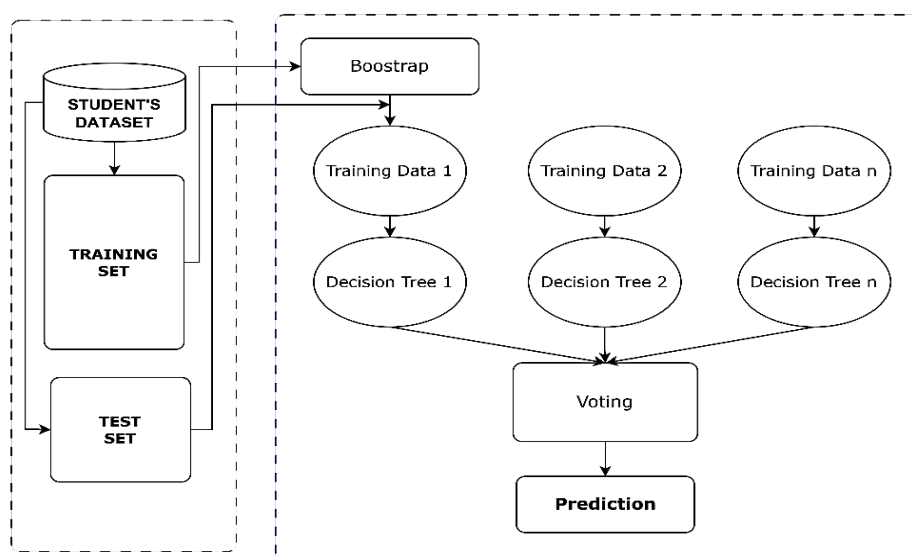 STUDENT'S
DATASET
TRAINING
SET
TEST
SET
Boostrap
Training Data 1
Training Data 2
Training Data n
Decision Tree 1
Decision Tree 2
Decision Tree n
Voting
Prediction